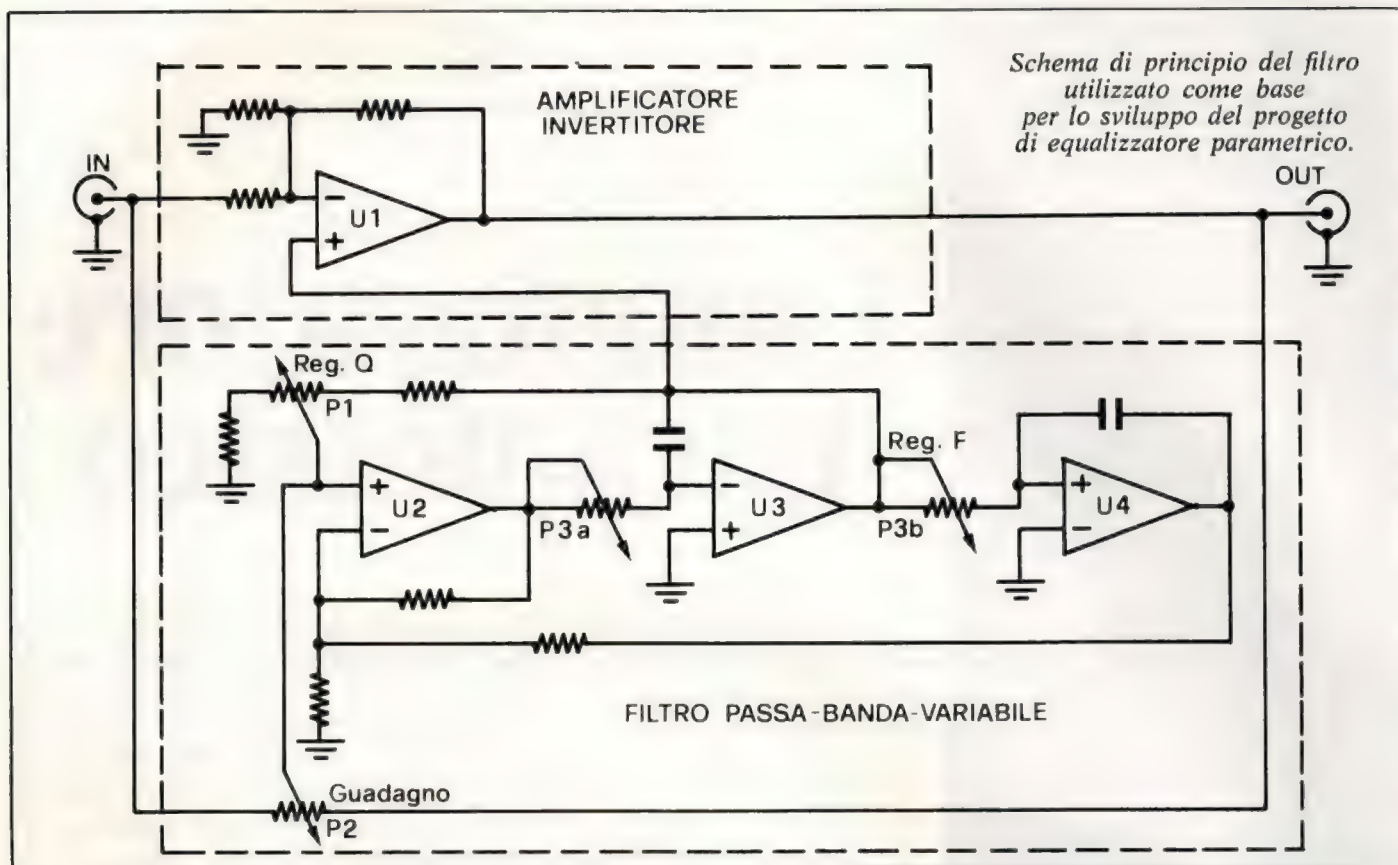 Schema di principio del filtro
utilizzato come base
per lo sviluppo del progetto
di equalizzatore parametrico.
AMPLIFICATORE
INVERTITORE
IN
OUT
-
U1
+
Reg. Q
P1
+
U2
-
P3a
-
U3
+
Reg. F
P3b
+
U4
-
FILTRO PASSA-BANDA-VARIABILE
Guadagno
P2